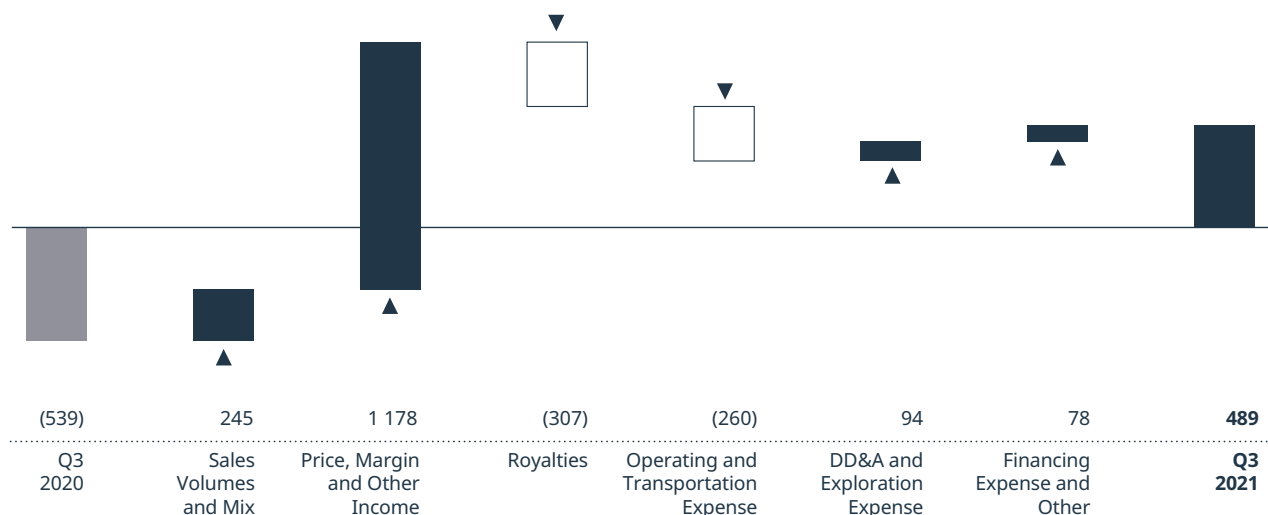 (539) 245 1 178 (307) (260) 94 78 489
Q3 Sales Price, Margin Royalties Operating and DD&A and Financing Q3
2020 Volumes and Other Transportation Exploration Expense and 2021
and Mix Income Expense Expense Other